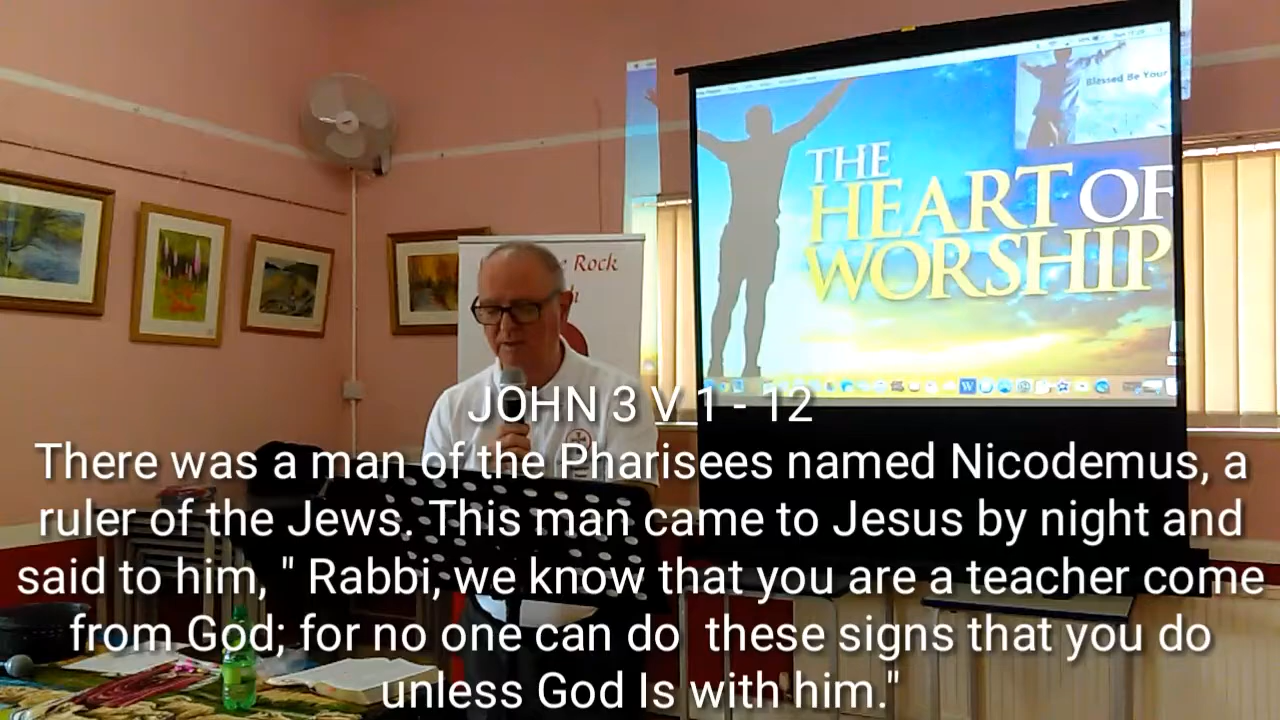 Blessed Be Your
THE
HEART OF
WORSHIP
Rock
JOHN 3 V 1 - 12
There was a man of the Pharisees named Nicodemus, a
ruler of the Jews. This man came to Jesus by night and
said to him, " Rabbi, we know that you are a teacher come
from God; for no one can do  these signs that you do
unless God Is with him."